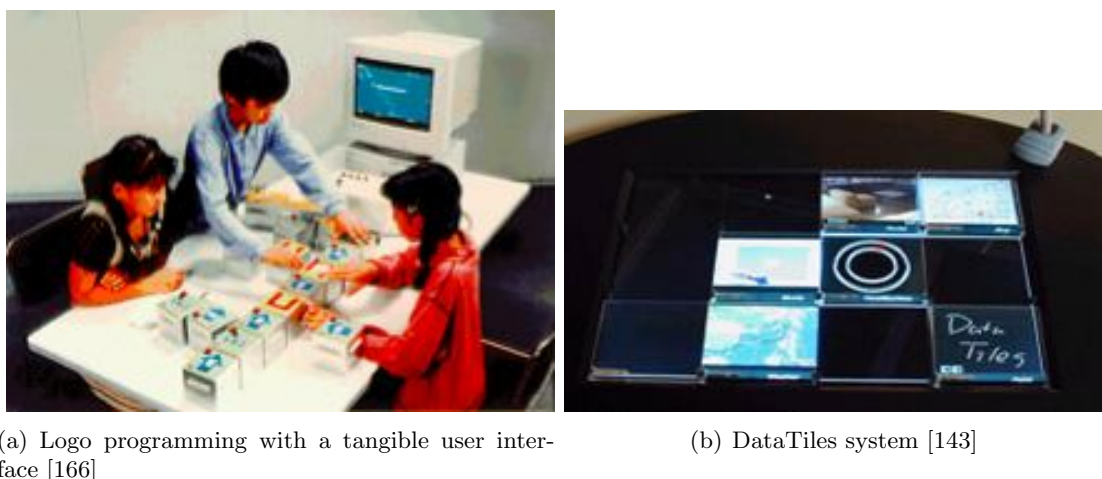 Data
Tiles
(a) Logo programming with a tangible user inter-
face [166]
(b) DataTiles system [143]